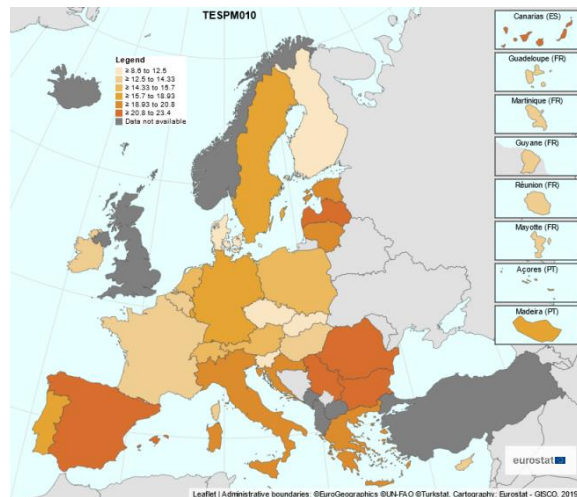 TESPM010
Legend
≥ 8.6 to 12.5
≥ 12.5 to 14.33
≥ 14.33 to 15.7
≥ 15.7 to 18.93
≥ 18.93 to 20.8
≥ 20.8 to 23.4
Data not available
Canarias (ES)
Guadeloupe (FR)
Martinique (FR)
Guyane (FR)
Réunion (FR)
Mayotte (FR)
Açores (PT)
Madeira (PT)
eurostat
Leaflet | Administrative boundaries: ©EuroGeographics ©UN-FAO ©Turkstat, Cartography: Eurostat - GISCO, 2019